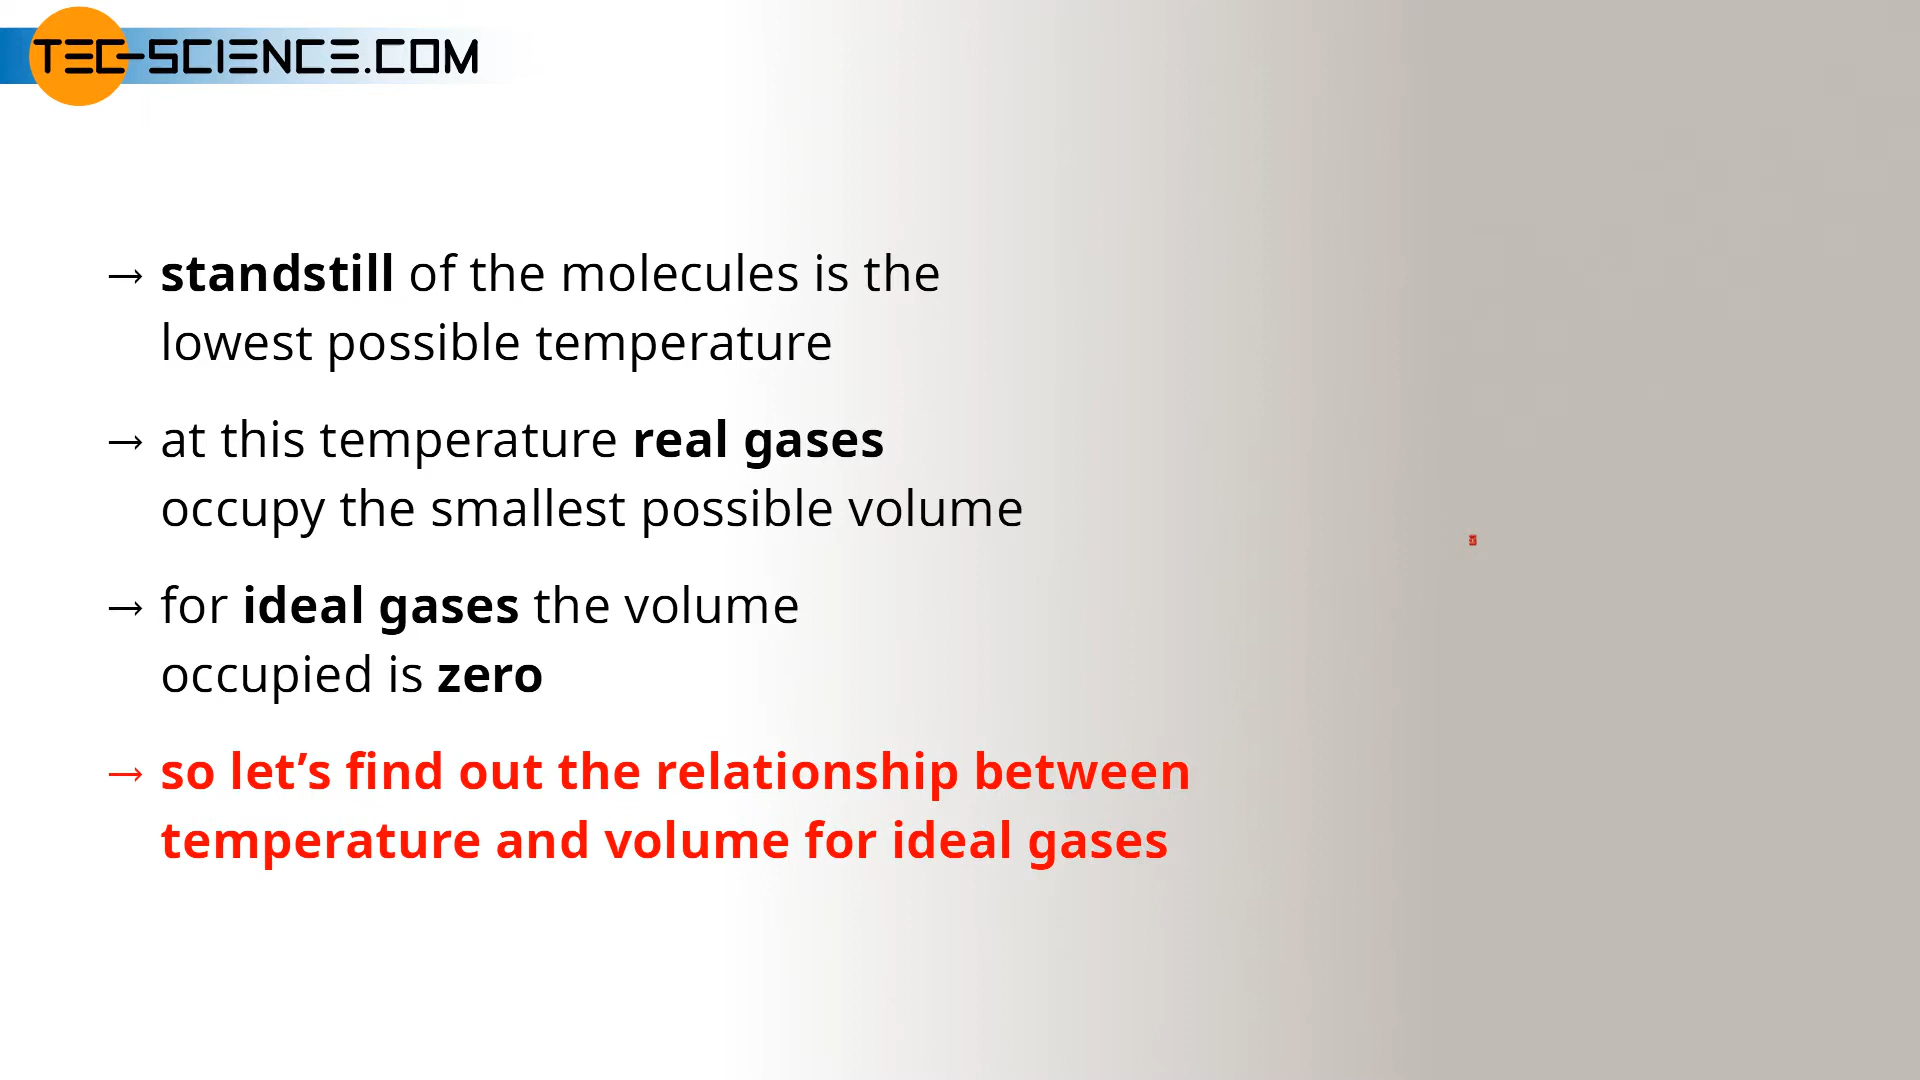 TEC-SCIENCE.COM
→ standstill of the molecules is the
lowest possible temperature
→ at this temperature real gases
occupy the smallest possible volume
→ for ideal gases the volume
occupied is zero
→ so let’s find out the relationship between
temperature and volume for ideal gases